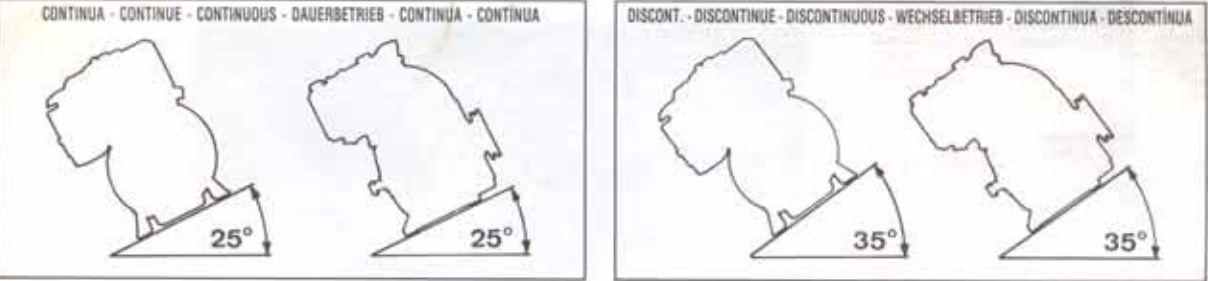 CONTINUA - CONTINUE - CONTINUOUS - DAUERBETRIEB - CONTINUA - CONTÍNUA
25°
25°
DISCONT. - DISCONTINUE - DISCONTINUOUS - WECHSELBETRIEB - DISCONTINUA - DESCONTÍNUA
35°
35°